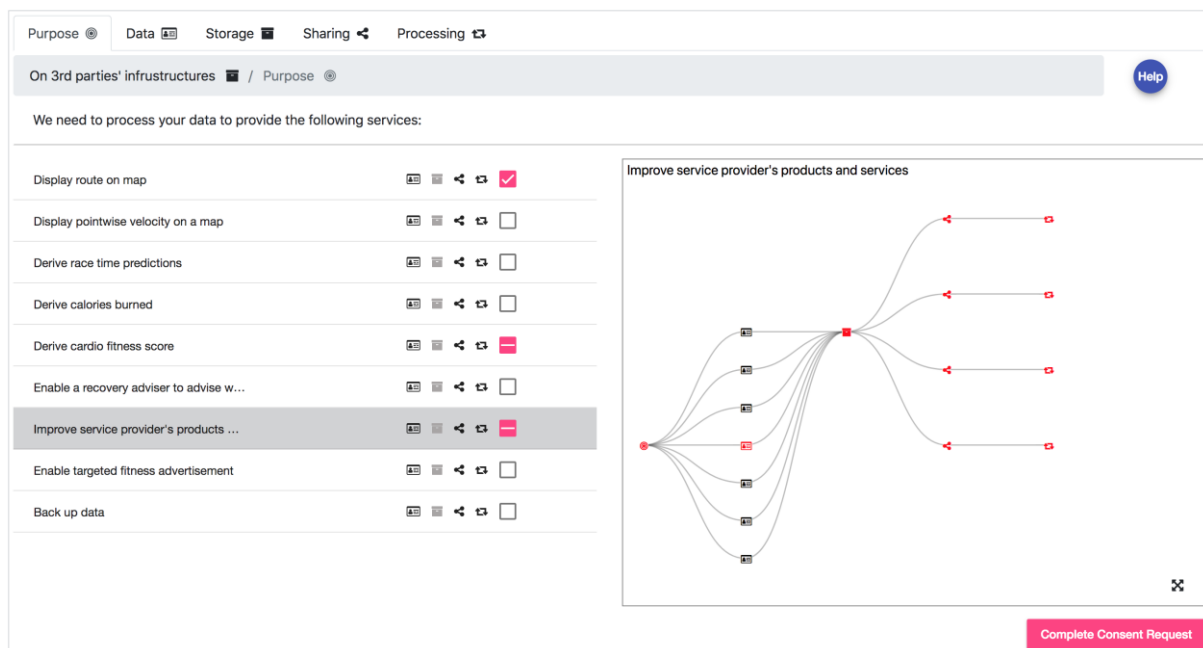 Purpose Data Storage Sharing Processing
On 3rd parties' infrustructures / Purpose
Help
We need to process your data to provide the following services:
Display route on map
Display pointwise velocity on a map
Derive race time predictions
Derive calories burned
Derive cardio fitness score
Enable a recovery adviser to advise w...
Improve service provider's products ...
Enable targeted fitness advertisement
Back up data
Improve service provider's products and services
Complete Consent Request